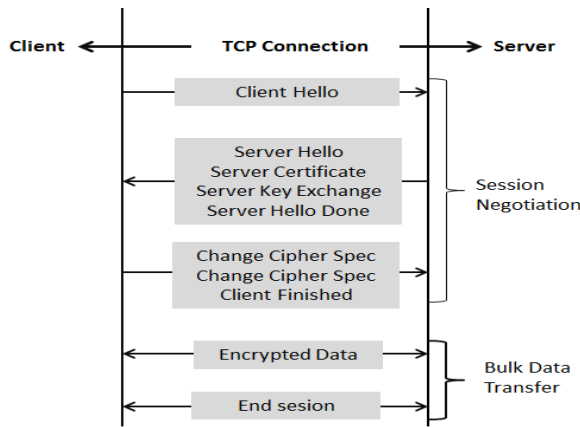 Client TCP Connection Server
Client Hello
Server Hello
Server Certificate
Server Key Exchange
Server Hello Done
Session
Negotiation
Change Cipher Spec
Change Cipher Spec
Client Finished
Encrypted Data
Bulk Data
Transfer
End sesion